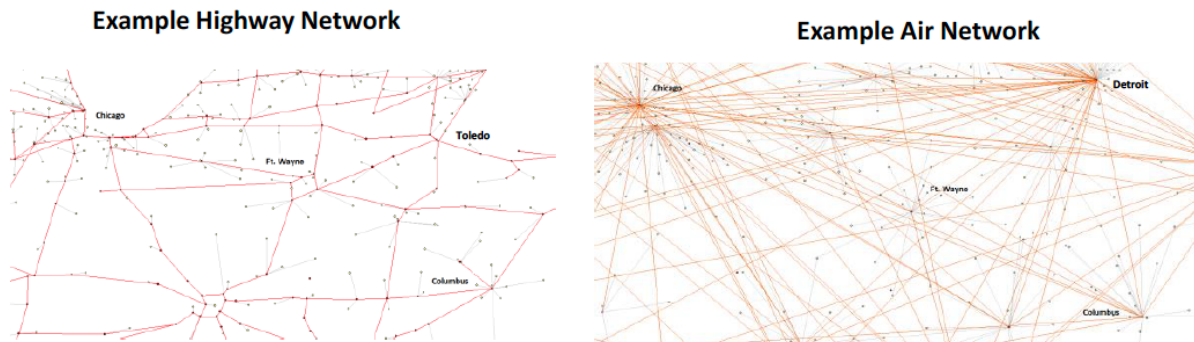 Example Highway Network
Chicago
Toledo
Ft. Wayne
Columbus
Example Air Network
Chicago
Detroit
Ft. Wayne
Columbus